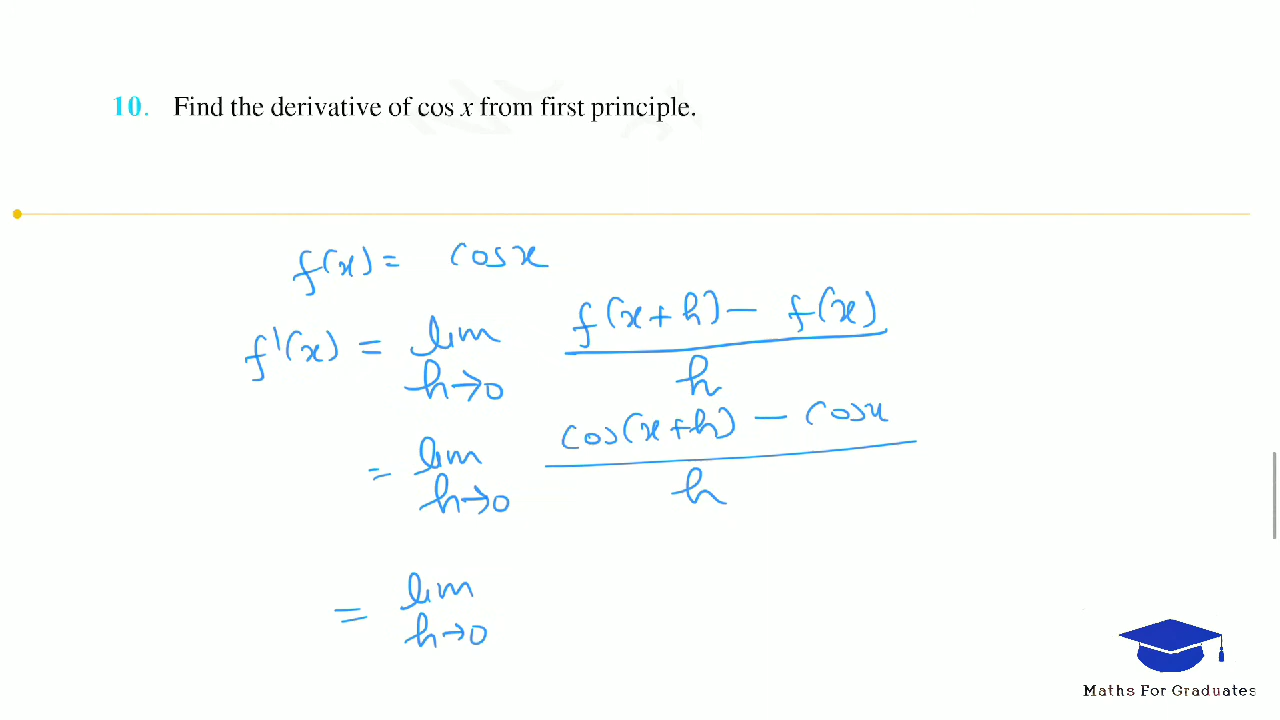 10. Find the derivative of cos x from first principle.
f(x) = cosx
f'(x) = lim h→0 f(x+h) - f(x) / h
= lim h→0 cos(x+h) - cosx / h
= lim h→0
Maths For Graduates